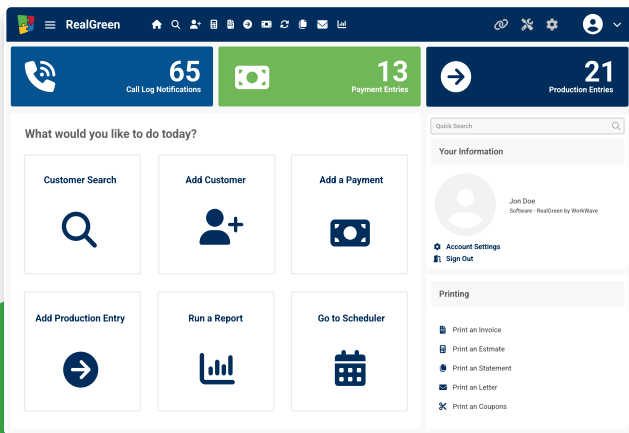 RealGreen
65
Call Log Notifications
13
Payment Entries
21
Production Entries
What would you like to do today?
Customer Search
Add Customer
Add a Payment
Add Production Entry
Run a Report
Go to Scheduler
Quick Search
Your Information
Jon Doe
Software - RealGreen by WorkWave
Account Settings
Sign Out
Printing
Print an Invoice
Print an Estmate
Print an Statement
Print an Letter
Print an Coupons